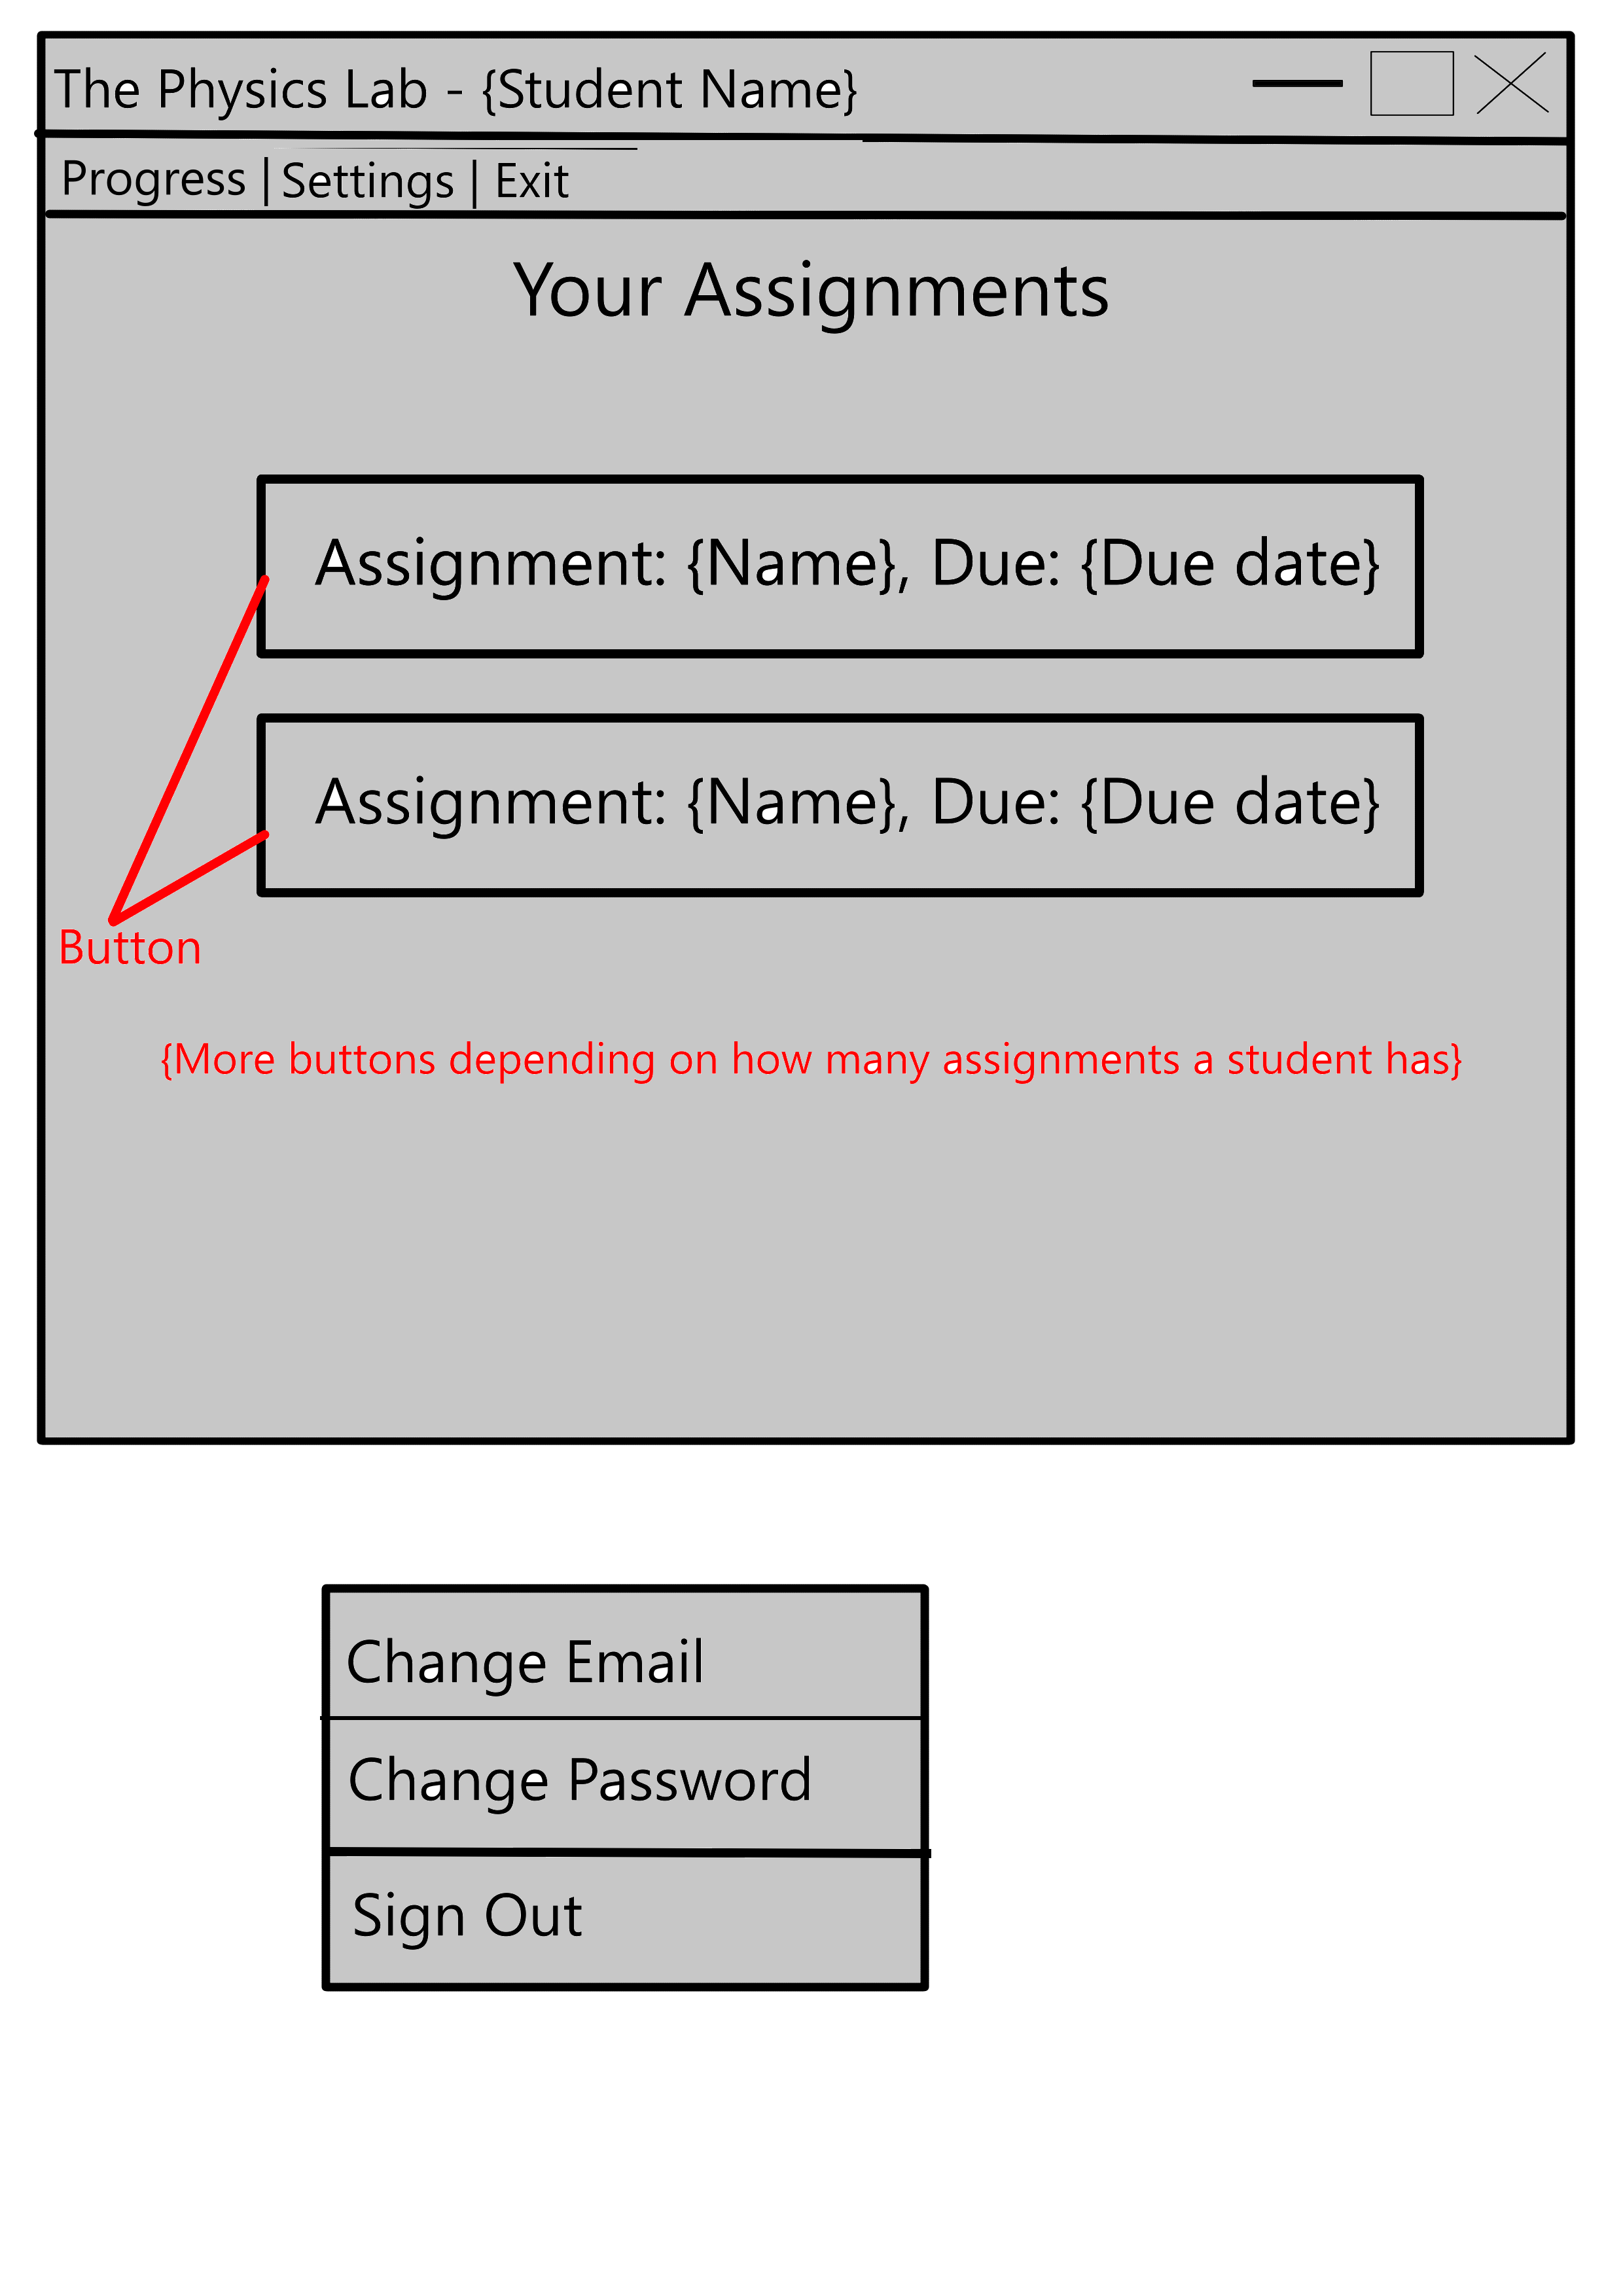 The Physics Lab - {Student Name}
Progress | Settings | Exit
Your Assignments
Assignment: {Name}, Due: {Due date}
Assignment: {Name}, Due: {Due date}
Button
{More buttons depending on how many assignments a student has}
Change Email
Change Password
Sign Out